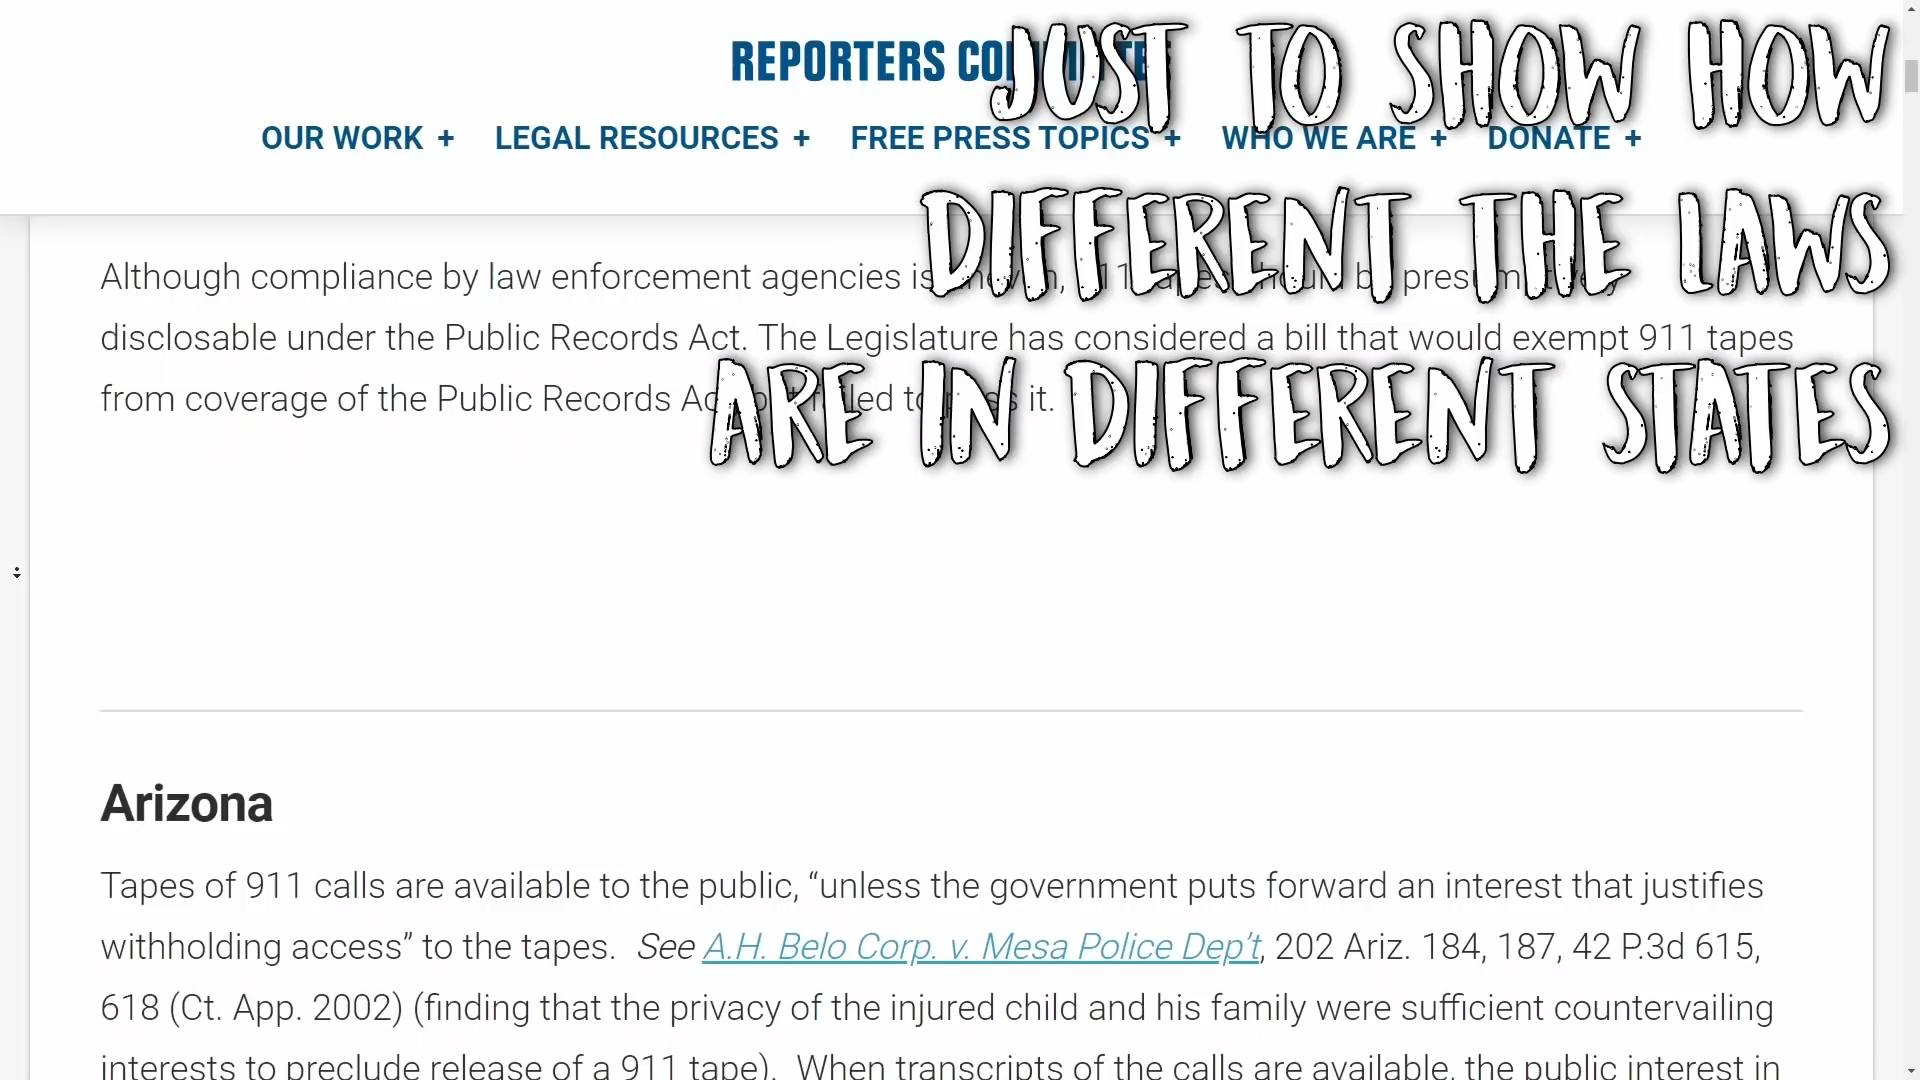 REPORTERS
JUST TO SHOW HOW
OUR WORK + LEGAL RESOURCES + FREE PRESS TOPICS + WHO WE ARE + DONATE +
DIFFERENT THE LAWS
Although compliance by law enforcement agencies is
disclosable under the Public Records Act. The Legislature has considered a bill that would exempt 911 tapes
ARE IN DIFFERENT STATES
from coverage of the Public Records it.
Arizona
Tapes of 911 calls are available to the public, “unless the government puts forward an interest that justifies
withholding access” to the tapes. See A.H. Belo Corp. v. Mesa Police Dep’t, 202 Ariz. 184, 187, 42 P.3d 615,
618 (Ct. App. 2002) (finding that the privacy of the injured child and his family were sufficient countervailing
interests to preclude release of a 911 tape). When transcripts of the calls are available, the public interest in